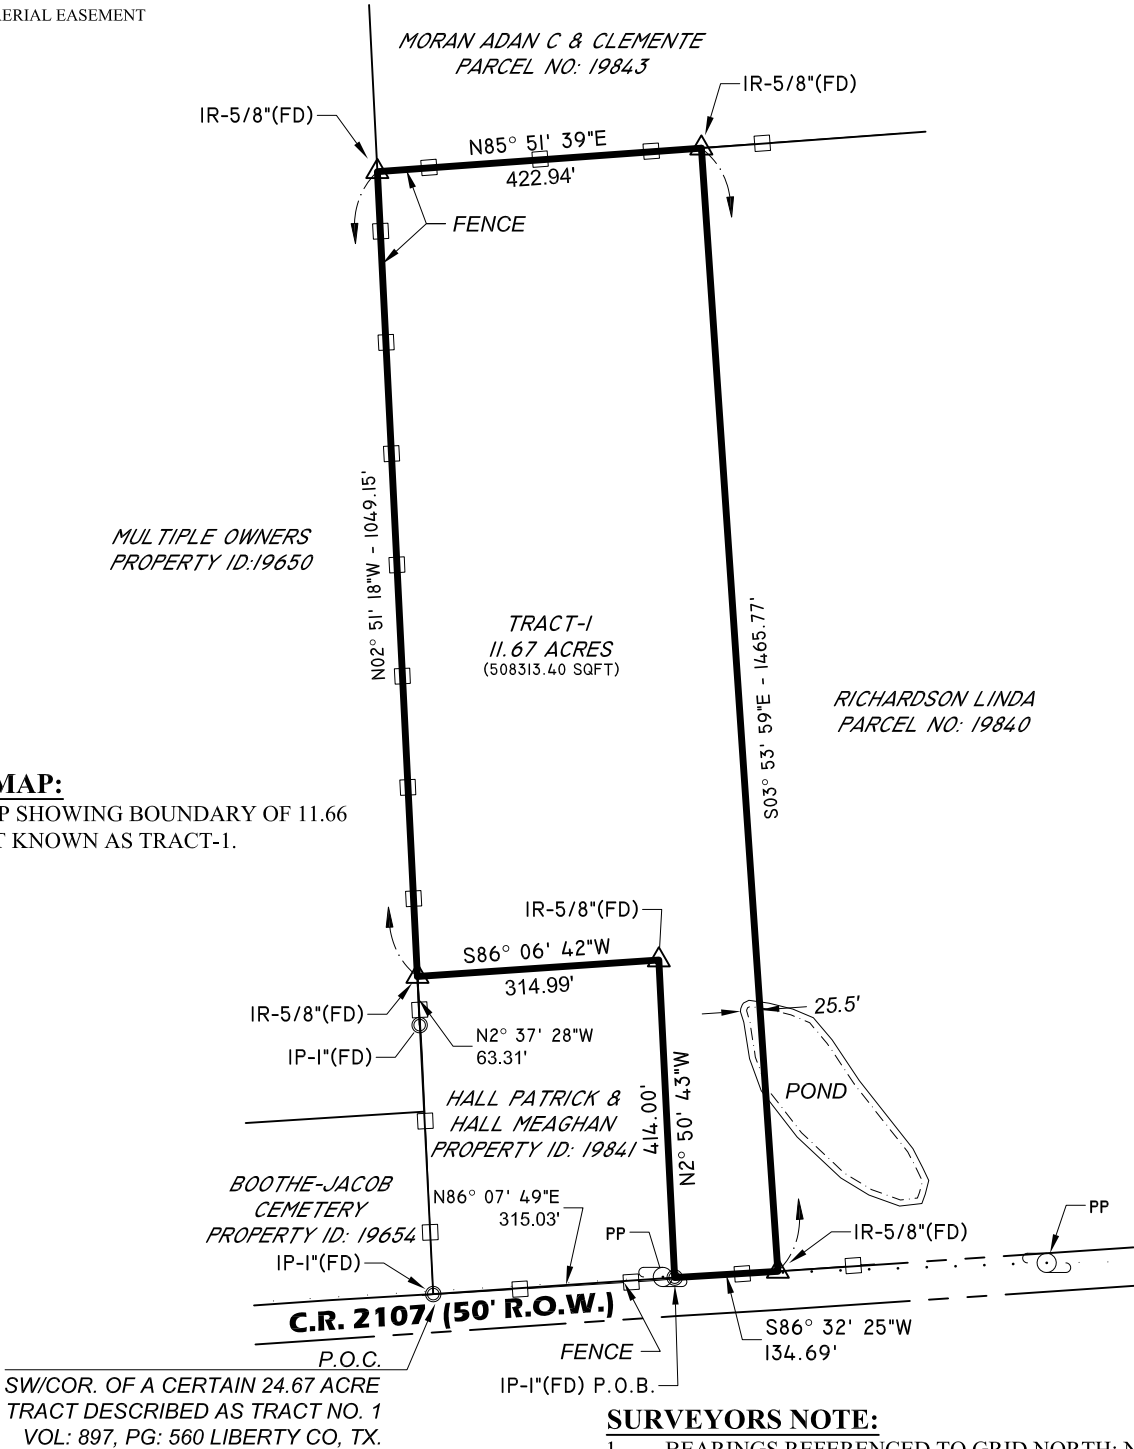 AERIAL EASEMENT
MORAN ADAN C & CLEMENTE
PARCEL NO: 19843
IR-5/8"(FD)
IR-5/8"(FD)
N85° 51' 39"E
422.94'
FENCE
N02° 51' 18"W - 1049.15'
MULTIPLE OWNERS
PROPERTY ID:19650
TRACT-1
11.67 ACRES
(508313.40 SQFT)
S03° 53' 59"E - 1465.77'
RICHARDSON LINDA
PARCEL NO: 19840
MAP:
P SHOWING BOUNDARY OF 11.66
T KNOWN AS TRACT-1.
IR-5/8"(FD)
S86° 06' 42"W
314.99'
IR-5/8"(FD)
IP-1"(FD)
N2° 37' 28"W
63.31'
25.5'
POND
HALL PATRICK &
HALL MEAGHAN
PROPERTY ID: 19841
414.00'
N2° 50' 43"W
BOOTHE-JACOB
CEMETERY
PROPERTY ID: 19654
N86° 07' 49"E
315.03'
PP
IR-5/8"(FD)
PP
IP-1"(FD)
C.R. 2107 (50' R.O.W.)
S86° 32' 25"W
134.69'
FENCE
P.O.C.
IP-1"(FD) P.O.B.
SW/COR. OF A CERTAIN 24.67 ACRE
TRACT DESCRIBED AS TRACT NO. 1
VOL: 897, PG: 560 LIBERTY CO, TX.
SURVEYORS NOTE:
1. BEARINGS REFERENCED TO GRID NORTH; N